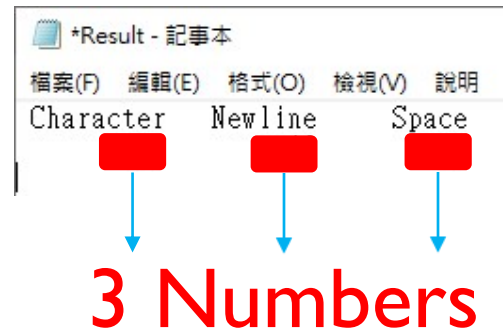 *Result - 記事本
檔案(F) 編輯(E) 格式(O) 檢視(V) 說明
Character Newline Space
3 Numbers